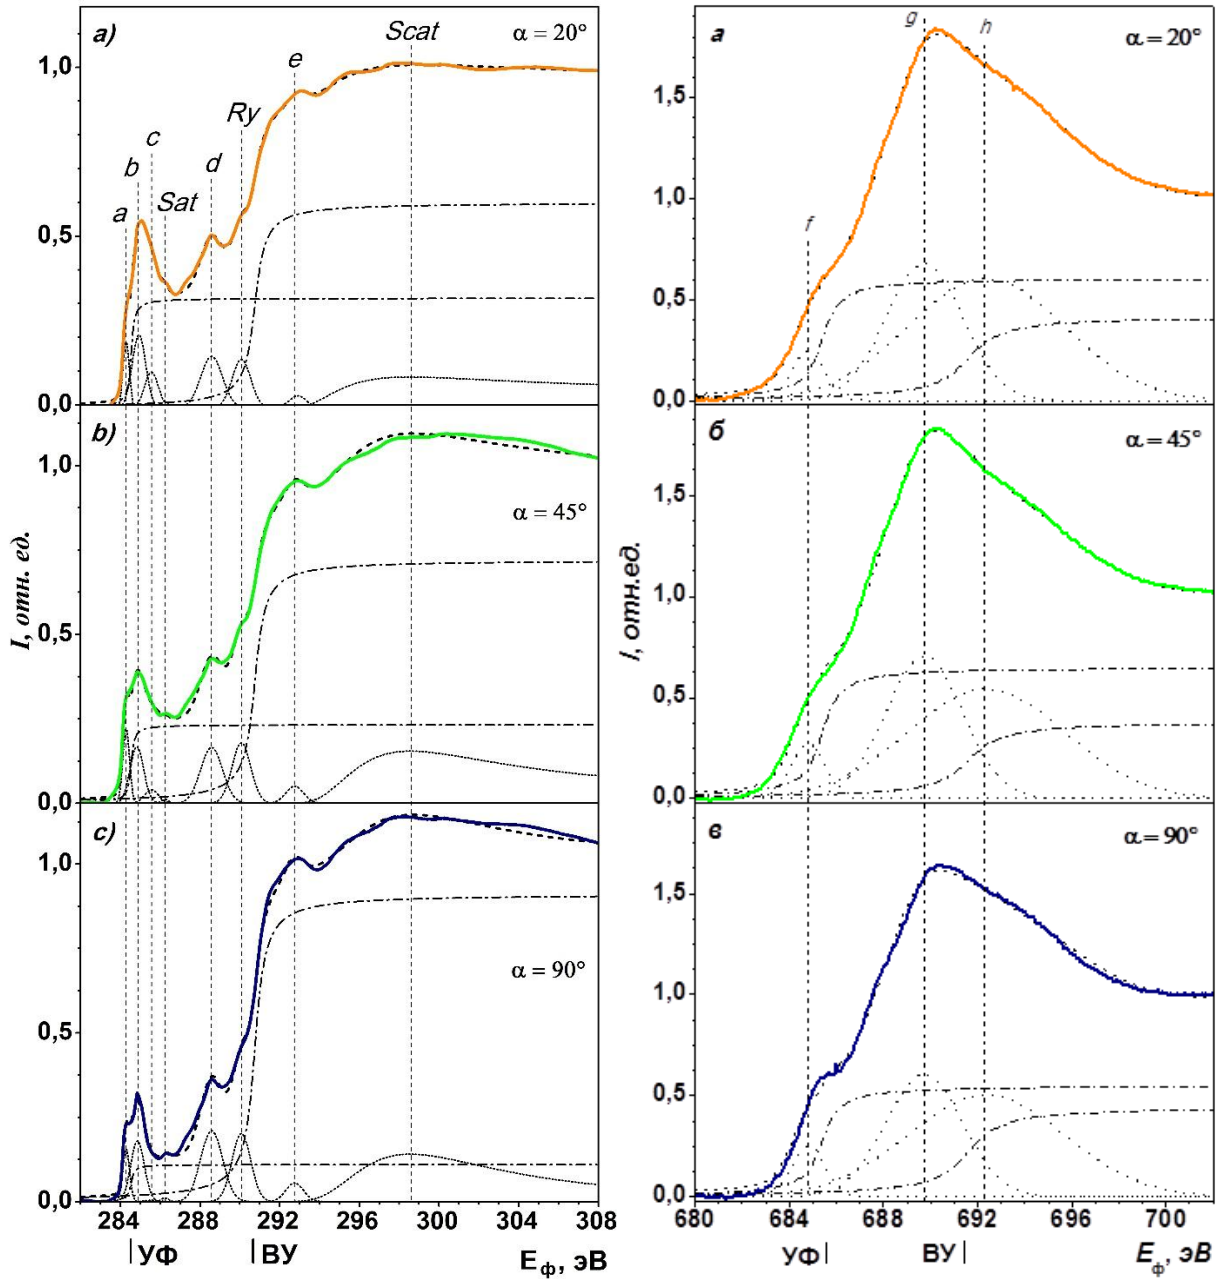 a)
α = 20°
1,0
0,5
0,0
a
b
c
Sat
d
Ry
e
Scat
b)
α = 45°
1,0
0,5
0,0
I, отн. ед.
c)
α = 90°
1,0
0,5
0,0
284 288 292 296 300 304 308
|УФ |ВУ Eф, эВ
а
α = 20°
1,5
1,0
0,5
0,0
f
g
h
б
α = 45°
1,5
1,0
0,5
0,0
I, отн.ед.
в
α = 90°
1,5
1,0
0,5
0,0
680 684 688 692 696 700
УФ| ВУ| Eф, эВ